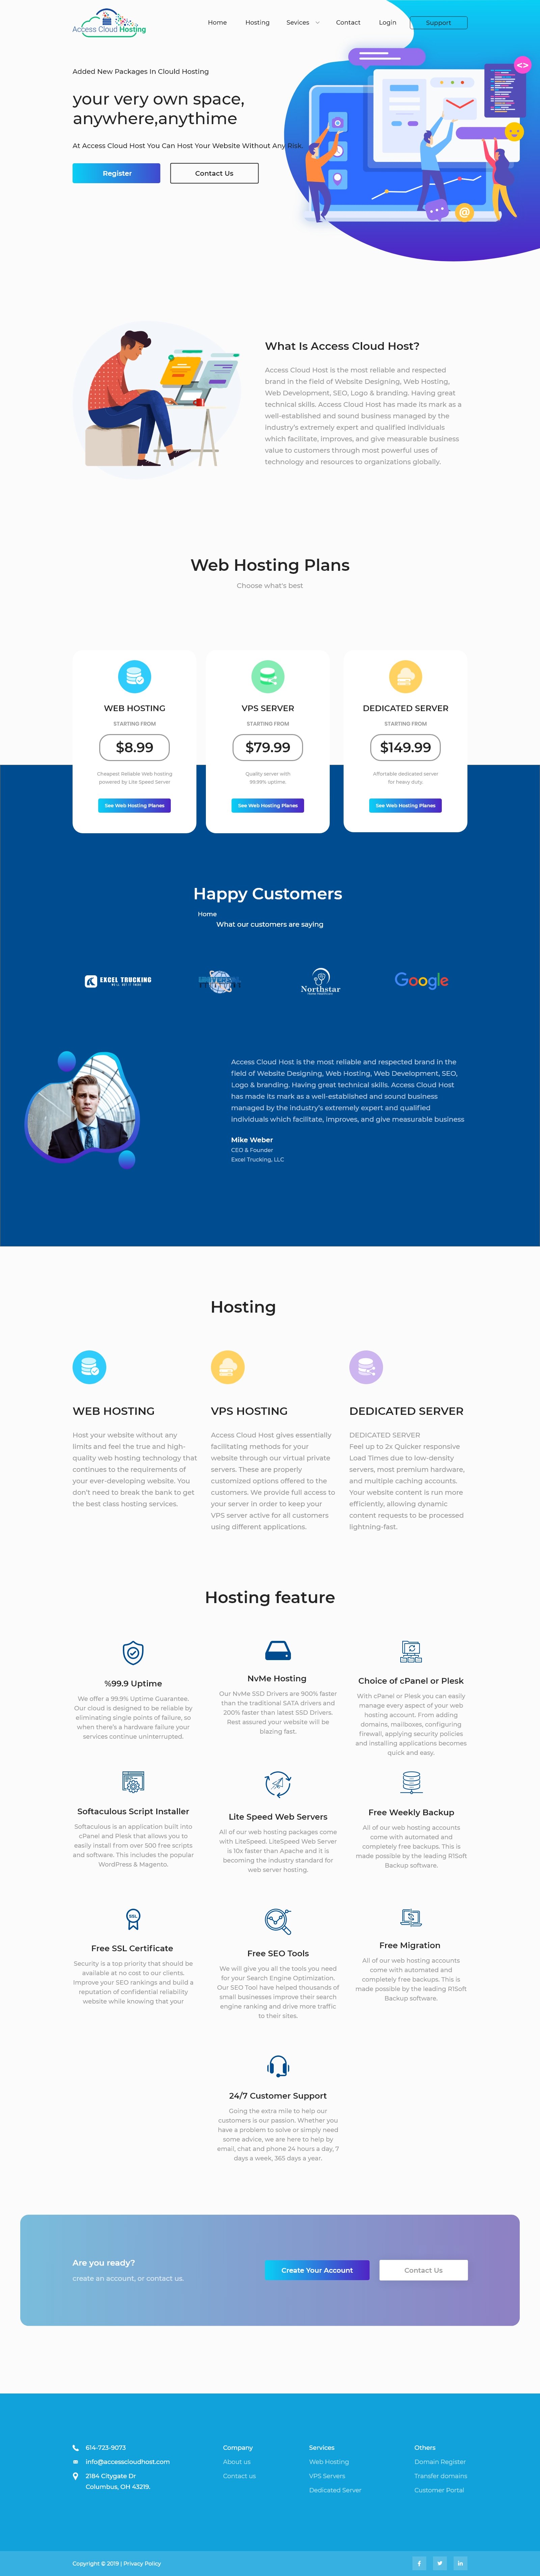 Access Cloud Hosting
Home
Hosting
Sevices
Contact
Login
Support
Added New Packages In Clould Hosting
your very own space,
anywhere,anythime
At Access Cloud Host You Can Host Your Website Without Any Risk.
Register
Contact Us
What Is Access Cloud Host?
Access Cloud Host is the most reliable and respected
brand in the field of Website Designing, Web Hosting,
Web Development, SEO, Logo & branding. Having great
technical skills. Access Cloud Host has made its mark as a
well-established and sound business managed by the
industry's extremely expert and qualified individuals
which facilitate, improves, and give measurable business
value to customers through most powerful uses of
technology and resources to organizations globally.
Web Hosting Plans
Choose what's best
WEB HOSTING
STARTING FROM
$8.99
Cheapest Reliable Web hosting
powered by Lite Speed Server
See Web Hosting Planes
VPS SERVER
STARTING FROM
$79.99
Quality server with
99.99% uptime.
See Web Hosting Planes
DEDICATED SERVER
STARTING FROM
$149.99
Affortable dedicated server
for heavy duty.
See Web Hosting Planes
Happy Customers
Home
What our customers are saying
EXCEL TRUCKING
Northstar
Google
Access Cloud Host is the most reliable and respected brand in the
field of Website Designing, Web Hosting, Web Development, SEO,
Logo & branding. Having great technical skills. Access Cloud Host
has made its mark as a well-established and sound business
managed by the industry's extremely expert and qualified
individuals which facilitate, improves, and give measurable business
Mike Weber
CEO & Founder
Excel Trucking, LLC
Hosting
WEB HOSTING
Host your website without any
limits and feel the true and high-
quality web hosting technology that
continues to the requirements of
your ever-developing website. You
don't need to break the bank to get
the best class hosting services.
VPS HOSTING
Access Cloud Host gives essentially
facilitating methods for your
website through our virtual private
servers. These are properly
customized options offered to the
customers. We provide full access to
your server in order to keep your
VPS server active for all customers
using different applications.
DEDICATED SERVER
DEDICATED SERVER
Feel up to 2x Quicker responsive
Load Times due to low-density
servers, most premium hardware,
and multiple caching accounts.
Your website content is run more
efficiently, allowing dynamic
content requests to be processed
lightning-fast.
Hosting feature
%99.9 Uptime
We offer a 99.9% Uptime Guarantee.
Our cloud is designed to be reliable by
eliminating single points of failure, so
when there's a hardware failure your
services continue uninterrupted.
NvMe Hosting
Our NvMe SSD Drivers are 900% faster
than the traditional SATA drivers and
200% faster than latest SSD Drivers.
Rest assured your website will be
blazing fast.
Choice of cPanel or Plesk
With cPanel or Plesk you can easily
manage every aspect of your web
hosting account. From adding
domains, mailboxes, configuring
firewall, applying security policies
and installing applications becomes
quick and easy.
Softaculous Script Installer
Softaculous is an application built into
cPanel and Plesk that allows you to
easily install from over 500 free scripts
and software. This includes the popular
WordPress & Magento.
Lite Speed Web Servers
All of our web hosting packages come
with LiteSpeed. LiteSpeed Web Server
is 10x faster than Apache and it is
becoming the industry standard for
web server hosting.
Free Weekly Backup
All of our web hosting accounts
come with automated and
completely free backups. This is
made possible by the leading R1Soft
Backup software.
SSL
Free SSL Certificate
Security is a top priority that should be
available at no cost to our clients.
Improve your SEO rankings and build a
reputation of confidential reliability
website while knowing that your
Free SEO Tools
We will give you all the tools you need
for your Search Engine Optimization.
Our SEO Tool have helped thousands of
small businesses improve their search
engine ranking and drive more traffic
to their sites.
Free Migration
All of our web hosting accounts
come with automated and
completely free backups. This is
made possible by the leading R1Soft
Backup software.
24/7 Customer Support
Going the extra mile to help our
customers is our passion. Whether you
have a problem to solve or simply need
some advice, we are here to help by
email, chat and phone 24 hours a day, 7
days a week, 365 days a year.
Are you ready?
create an account, or contact us.
Create Your Account
Contact Us
614-723-9073
info@accesscloudhost.com
2184 Citygate Dr
Columbus, OH 43219.
Company
About us
Contact us
Services
Web Hosting
VPS Servers
Dedicated Server
Others
Domain Register
Transfer domains
Customer Portal
Copyright © 2019 | Privacy Policy